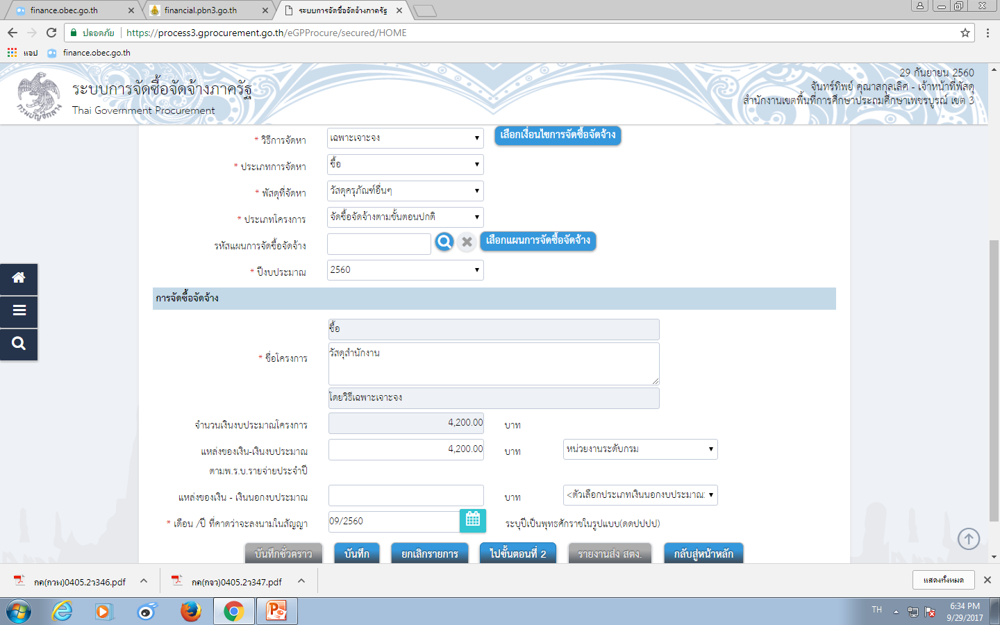 finance.obec.go.th
financial.pbn3.go.th
ระบบการจัดซื้อจัดจ้างภาครัฐ
ปลอดภัย
https://process3.gprocurement.go.th/eGPProcure/secured/HOME
แอป
finance.obec.go.th
ระบบการจัดซื้อจัดจ้างภาครัฐ
Thai Government Procurement
กรมบัญชีกลาง
29 กันยายน 2560
จันทร์ทิพย์ คุณาสกุลเลิศ - เจ้าหน้าที่พัสดุ
สำนักงานเขตพื้นที่การศึกษาประถมศึกษาเพชรบูรณ์ เขต 3
* วิธีการจัดหา เฉพาะเจาะจง เลือกเงื่อนไขการจัดซื้อจัดจ้าง
* ประเภทการจัดหา ซื้อ
* พัสดุที่จัดหา วัสดุครุภัณฑ์อื่นๆ
* ประเภทโครงการ จัดซื้อจัดจ้างตามขั้นตอนปกติ
รหัสแผนการจัดซื้อจัดจ้าง เลือกแผนการจัดซื้อจัดจ้าง
* ปีงบประมาณ 2560
การจัดซื้อจัดจ้าง
ซื้อ
* ชื่อโครงการ วัสดุสำนักงาน
โดยวิธีเฉพาะเจาะจง
จำนวนเงินงบประมาณโครงการ 4,200.00 บาท
แหล่งของเงิน-เงินงบประมาณ 4,200.00 บาท หน่วยงานระดับกรม
ตามพ.ร.บ.รายจ่ายประจำปี
แหล่งของเงิน - เงินนอกงบประมาณ บาท <ตัวเลือกประเภทเงินนอกงบประมาณ:
* เดือน /ปี ที่คาดว่าจะลงนามในสัญญา 09/2560 ระบุปีเป็นพุทธศักราชในรูปแบบ(ดดปปปป)
บันทึกชั่วคราว บันทึก ยกเลิกรายการ ไปขั้นตอนที่ 2 รายงานส่ง สตง. กลับสู่หน้าหลัก
กค(กวพ)0405.2ว346.pdf
กค(กจว)0405.2ว347.pdf
แสดงทั้งหมด
TH
6:34 PM
9/29/2017